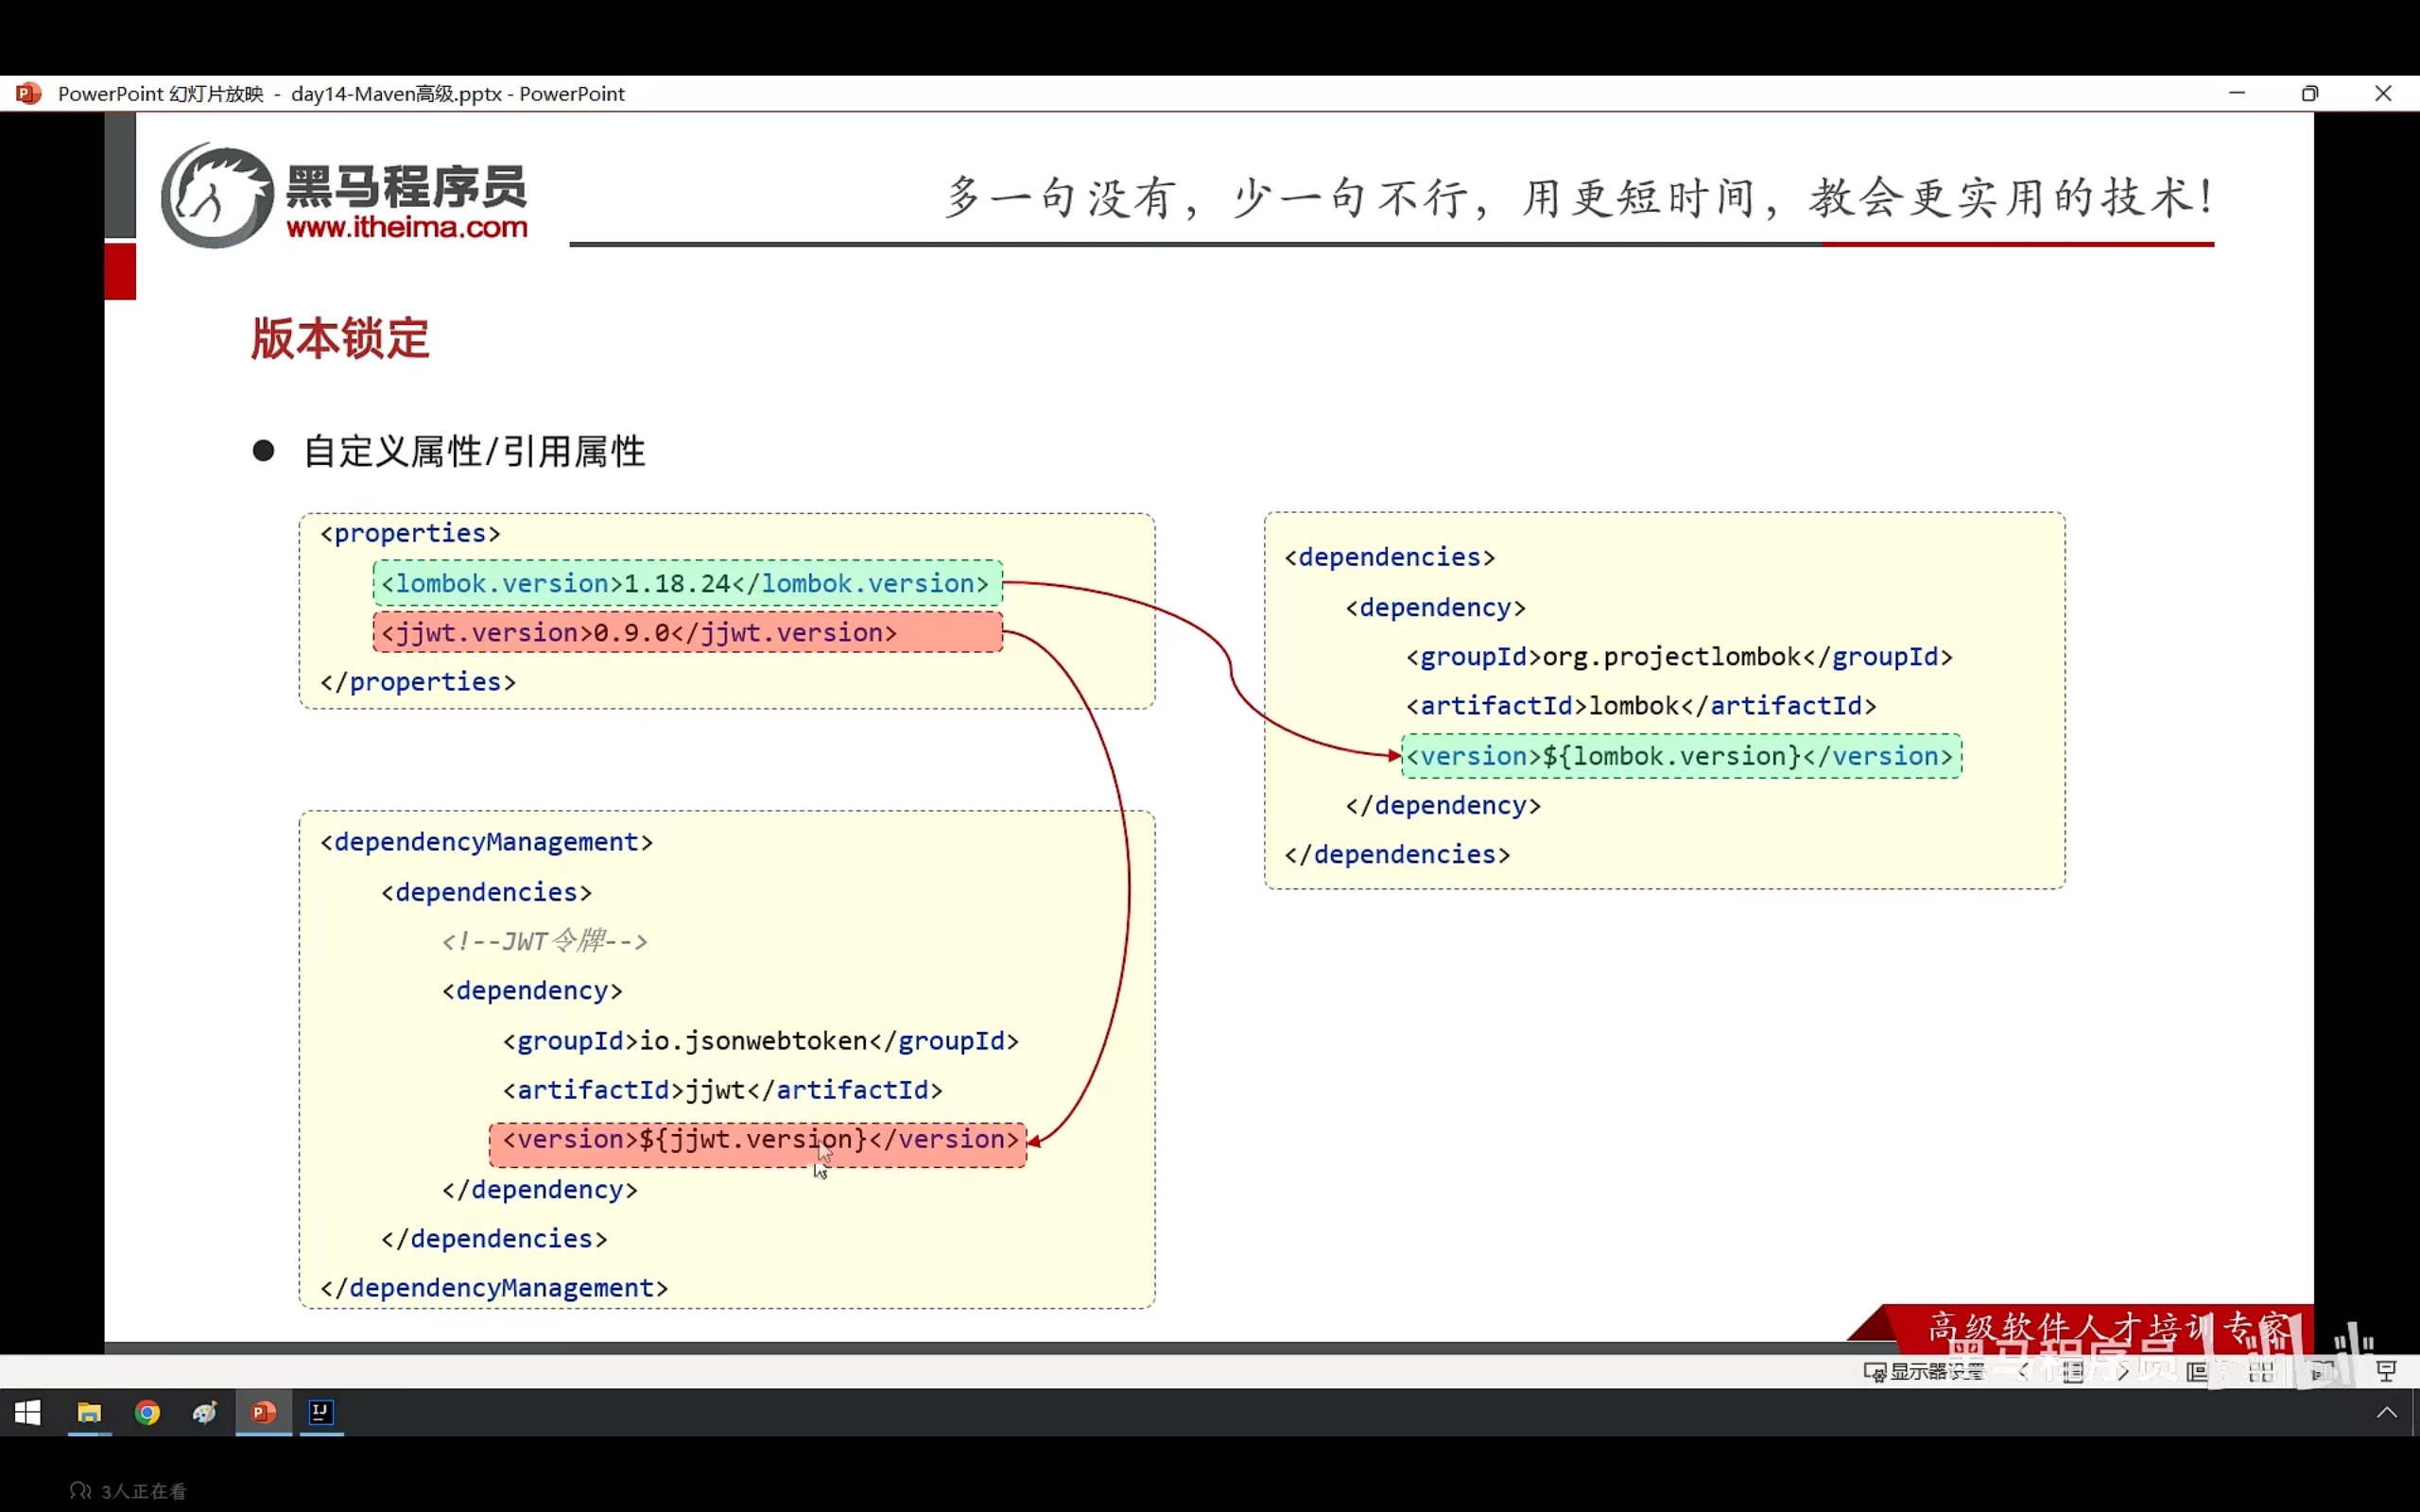 PowerPoint 幻灯片放映 - day14-Maven高级.pptx - PowerPoint
黑马程序员
www.itheima.com
多一句没有，少一句不行，用更短时间，教会更实用的技术！
版本锁定
● 自定义属性/引用属性
<properties>
<lombok.version>1.18.24</lombok.version>
<jjwt.version>0.9.0</jjwt.version>
</properties>
<dependencyManagement>
<dependencies>
<!--JWT令牌-->
<dependency>
<groupId>io.jsonwebtoken</groupId>
<artifactId>jjwt</artifactId>
<version>${jjwt.version}</version>
</dependency>
</dependencies>
</dependencyManagement>
<dependencies>
<dependency>
<groupId>org.projectlombok</groupId>
<artifactId>lombok</artifactId>
<version>${lombok.version}</version>
</dependency>
</dependencies>
高级软件人才培训专家
黑马程序员
显示器设置
3人正在看